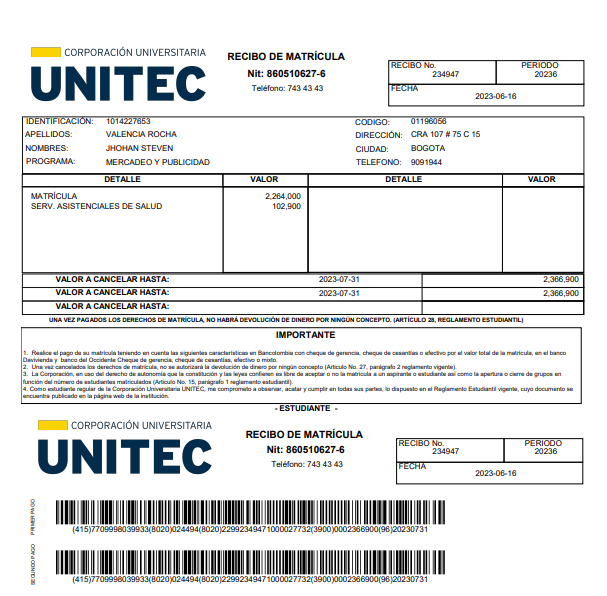 CORPORACIÓN UNIVERSITARIA
UNITEC
RECIBO DE MATRÍCULA
Nit: 860510627-6
Teléfono: 743 43 43
RECIBO No. PERIODO
234947 20236
FECHA
2023-06-16
IDENTIFICACIÓN: 1014227653 CODIGO: 01196056
APELLIDOS: VALENCIA ROCHA DIRECCIÓN: CRA 107 # 75 C 15
NOMBRES: JHOHAN STEVEN CIUDAD: BOGOTA
PROGRAMA: MERCADEO Y PUBLICIDAD TELEFONO: 9091944
DETALLE VALOR DETALLE VALOR
MATRÍCULA 2,264,000
SERV. ASISTENCIALES DE SALUD 102,900
VALOR A CANCELAR HASTA: 2023-07-31 2,366,900
VALOR A CANCELAR HASTA: 2023-07-31 2,366,900
VALOR A CANCELAR HASTA:
UNA VEZ PAGADOS LOS DERECHOS DE MATRÍCULA, NO HABRÁ DEVOLUCIÓN DE DINERO POR NINGÚN CONCEPTO. (ARTÍCULO 28, REGLAMENTO ESTUDIANTIL)
IMPORTANTE
1. Realice el pago de su matrícula teniendo en cuenta las siguientes características en Bancolombia con cheque de gerencia, cheque de cesantías o efectivo por el valor total de la matrícula, en el banco
Davivienda y banco del Occidente Cheque de gerencia, cheque de cesantías, efectivo o mixto.
2. Una vez cancelados los derechos de matrícula, no se autorizará la devolución de dinero por ningún concepto (Artículo No. 27, parágrafo 2 reglamento vigente).
3. La Corporación, en uso del derecho de autonomía que la constitución y las leyes confieren es libre de aceptar o no la matrícula a un aspirante o estudiante así como la apertura o cierre de grupos en
función del número de estudiantes matriculados (Artículo No. 15, parágrafo 1 reglamento estudiantil).
4. Como estudiante regular de la Corporación Universitaria UNITEC, me comprometo a observar, acatar y cumplir en todas sus partes, lo dispuesto en el Reglamento Estudiantil vigente, cuyo documento se
encuentra publicado en la página web de la institución.
- ESTUDIANTE -
CORPORACIÓN UNIVERSITARIA
UNITEC
RECIBO DE MATRÍCULA
Nit: 860510627-6
Teléfono: 743 43 43
RECIBO No. PERIODO
234947 20236
FECHA
2023-06-16
PRIMER PAGO
(415)7709998039933(8020)024494(8020)2299234947100002 7732(3900)0002366900(96)20230731
SEGUNDO PAGO
(415)7709998039933(8020)024494(8020)2299234947100002 7732(3900)0002366900(96)20230731